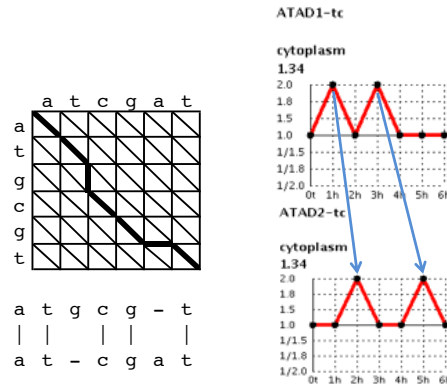 a t c g a t
a
t
g
c
g
t
a t g c g – t
| | | | |
a t – c g a t
ATAD1-tc
cytoplasm
1.34
2.0
1.8
1.5
1.0
1/1.5
1/1.8
1/2.0
0t 1h 2h 3h 4h 5h 6h
ATAD2-tc
cytoplasm
1.34
2.0
1.8
1.5
1.0
1/1.5
1/1.8
1/2.0
0t 1h 2h 3h 4h 5h 6h